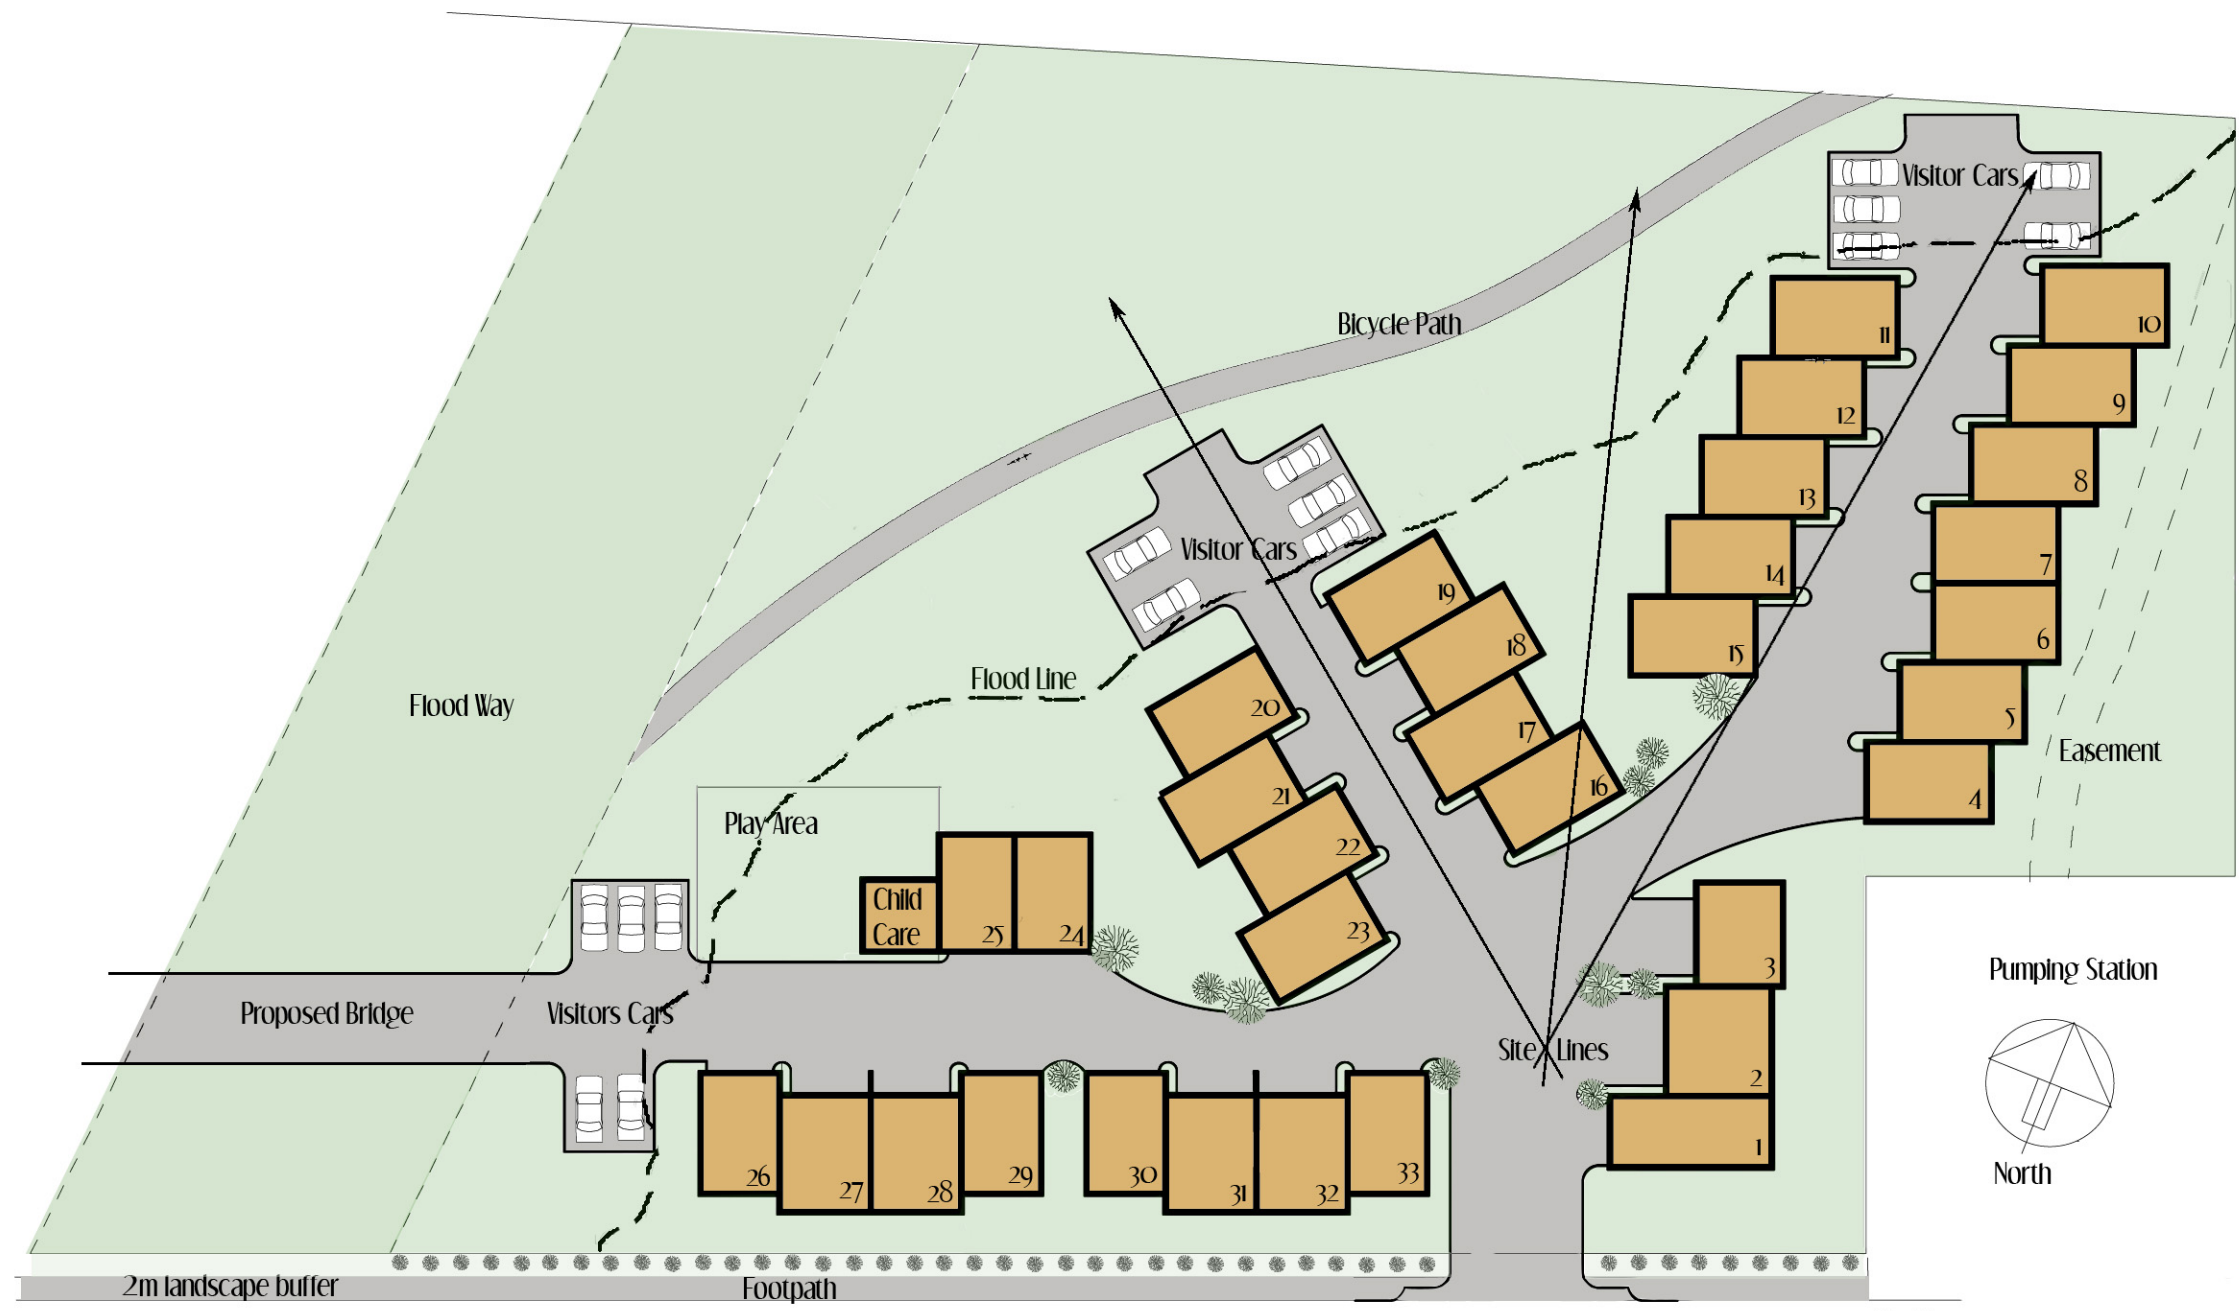 Visitor Cars
10
11
Bicycle Path
9
12
8
13
Visitor Cars
7
14
19
6
18
15
Flood Line
Flood Way
20
5
17
Easement
16
21
4
Play Area
22
Child
Care
25
24
23
3
Pumping Station
Proposed Bridge
Visitors Cars
Site Lines
2
1
26
27
28
29
30
31
32
33
North
2m landscape buffer
Footpath